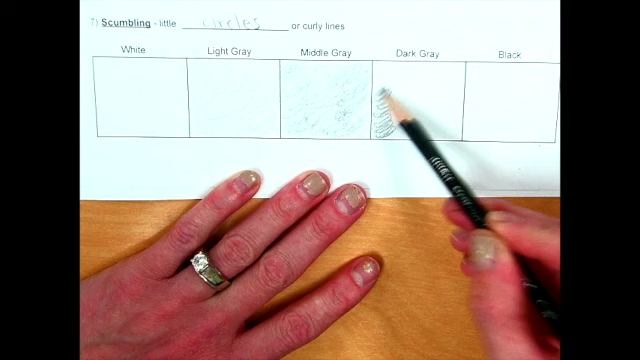 7) Scumbling - little circles or curly lines
White Light Gray Middle Gray Dark Gray Black